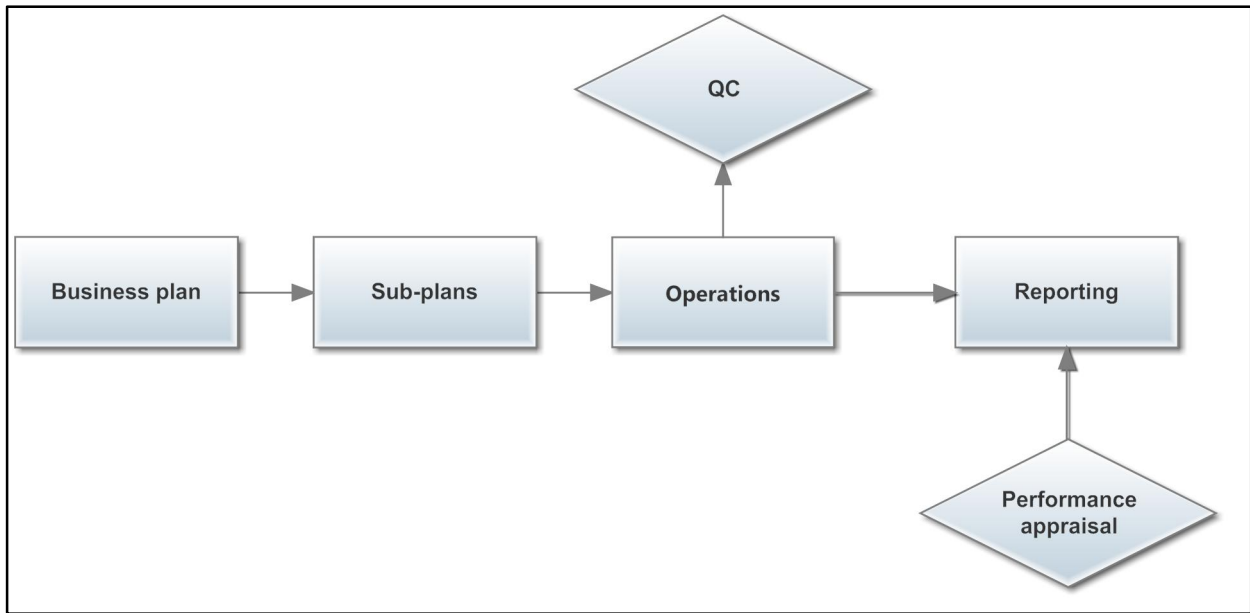 QC
Business plan
Sub-plans
Operations
Reporting
Performance
appraisal